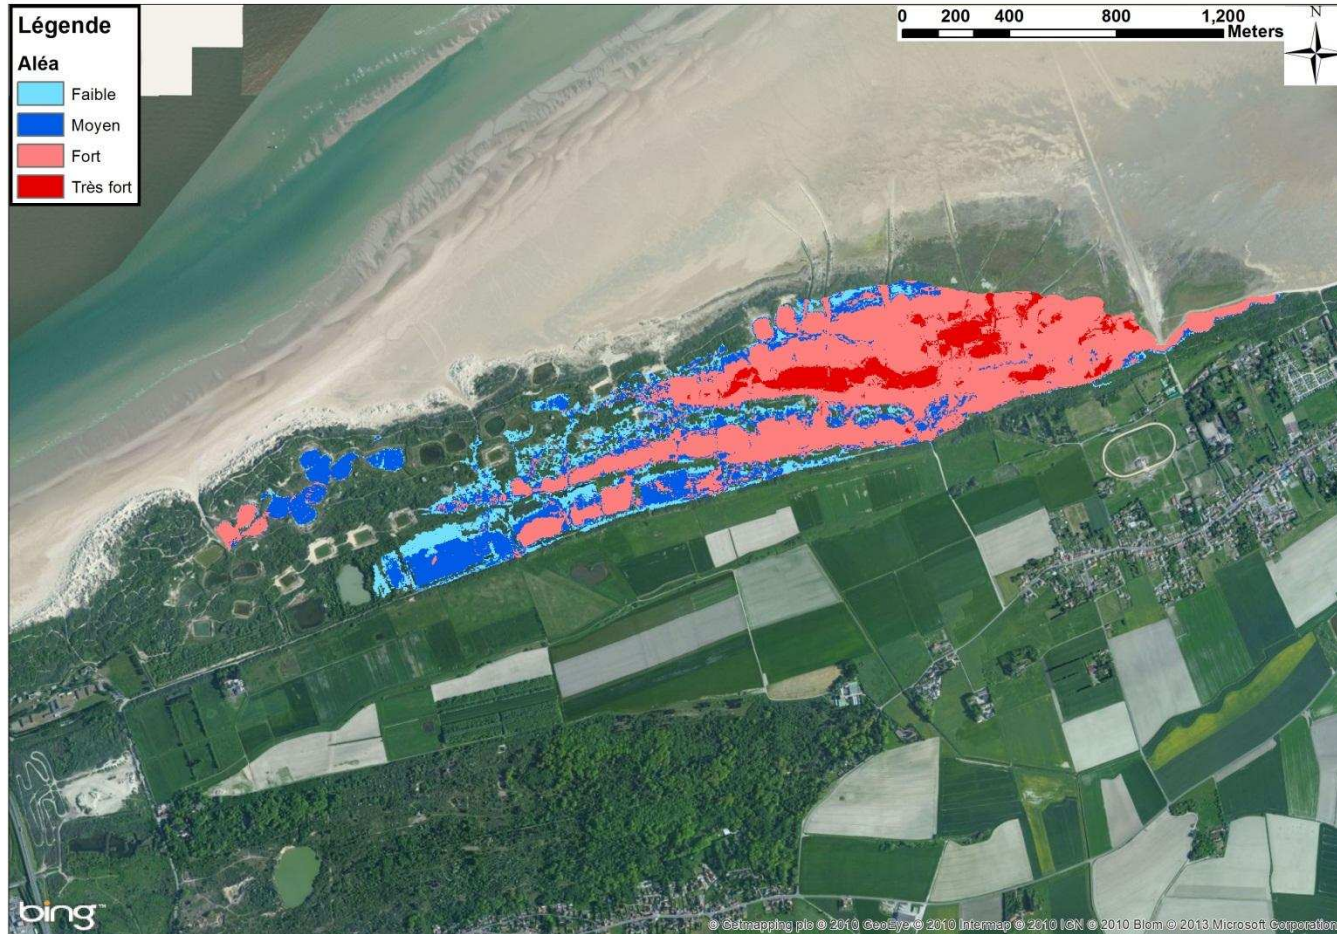 Légende
Aléa
Faible
Moyen
Fort
Très fort
0 200 400 800 1,200
Meters
N
bing™
© Getmapping plc © 2010 GeoEye © 2010 Intermap © 2010 IGN © 2010 Blom © 2013 Microsoft Corporation